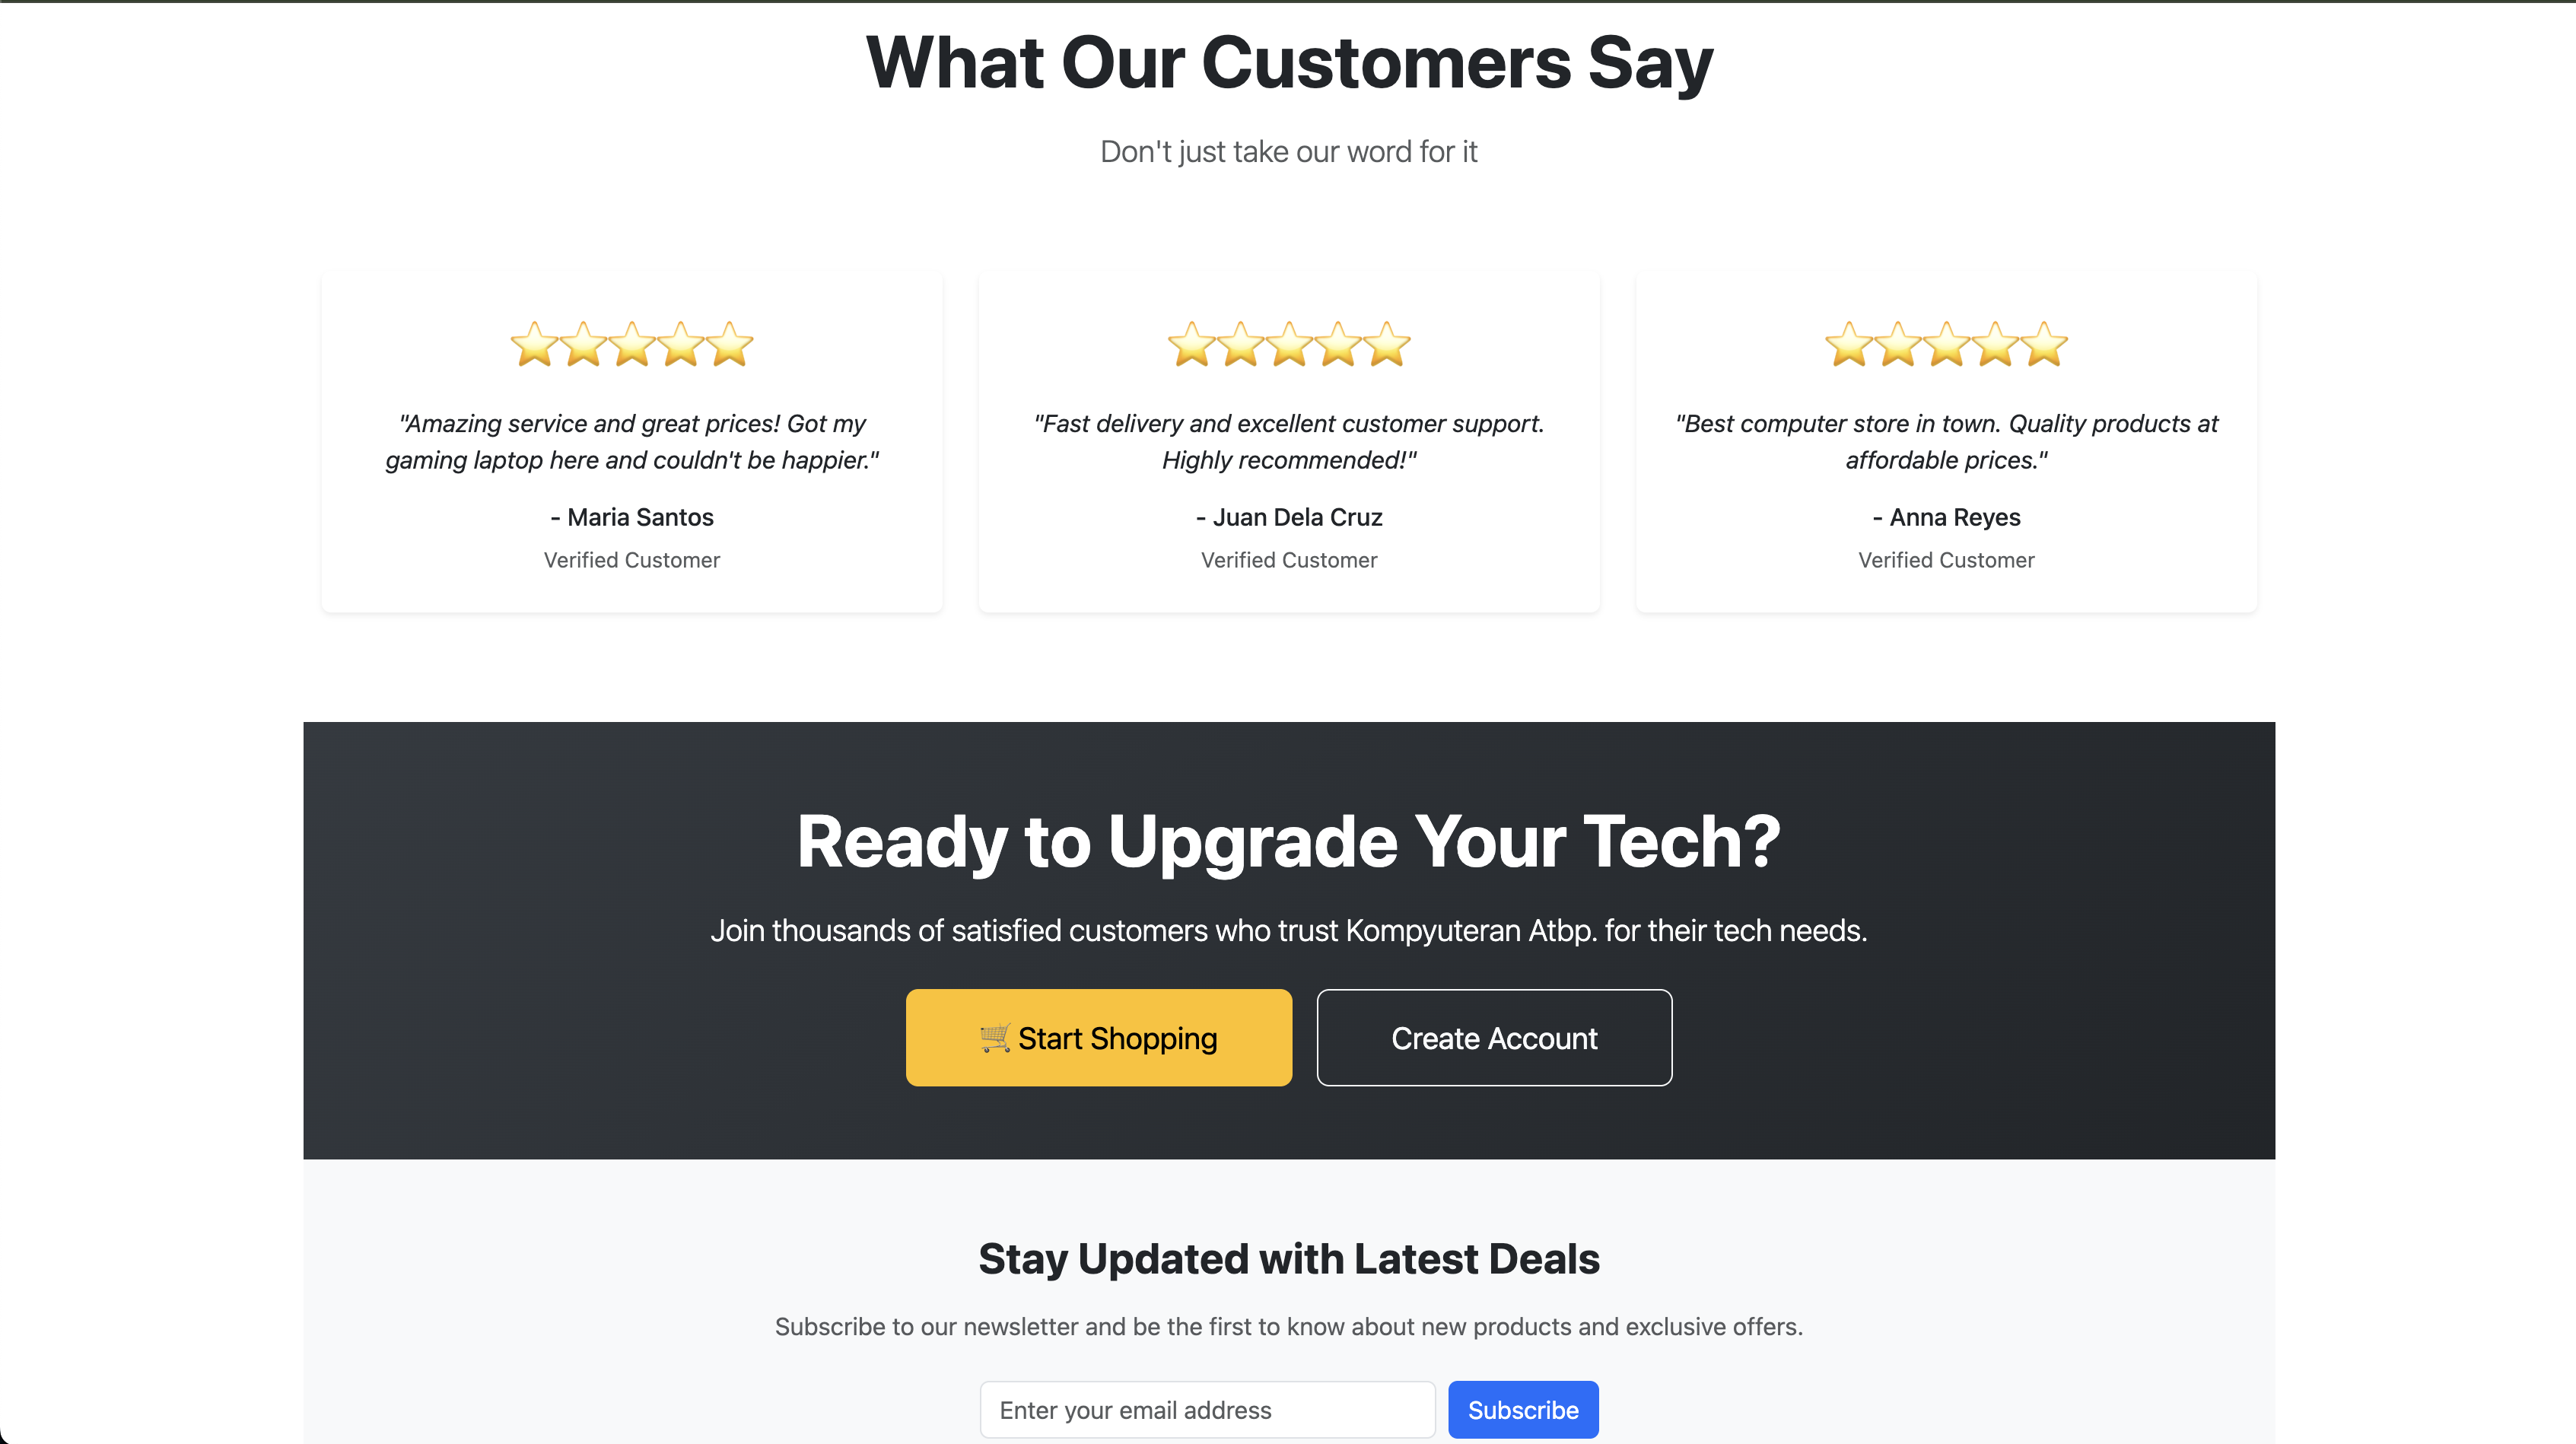 What Our Customers Say
Don't just take our word for it
⭐⭐⭐⭐⭐
"Amazing service and great prices! Got my
gaming laptop here and couldn't be happier."
- Maria Santos
Verified Customer
⭐⭐⭐⭐⭐
"Fast delivery and excellent customer support.
Highly recommended!"
- Juan Dela Cruz
Verified Customer
⭐⭐⭐⭐⭐
"Best computer store in town. Quality products at
affordable prices."
- Anna Reyes
Verified Customer
Ready to Upgrade Your Tech?
Join thousands of satisfied customers who trust Kompyuteran Atbp. for their tech needs.
🛒 Start Shopping
Create Account
Stay Updated with Latest Deals
Subscribe to our newsletter and be the first to know about new products and exclusive offers.
Enter your email address
Subscribe